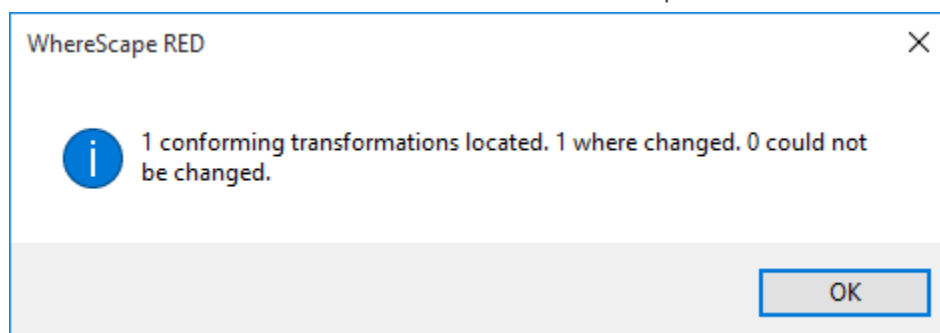 WhereScape RED
1 conforming transformations located. 1 where changed. 0 could not
be changed.
OK